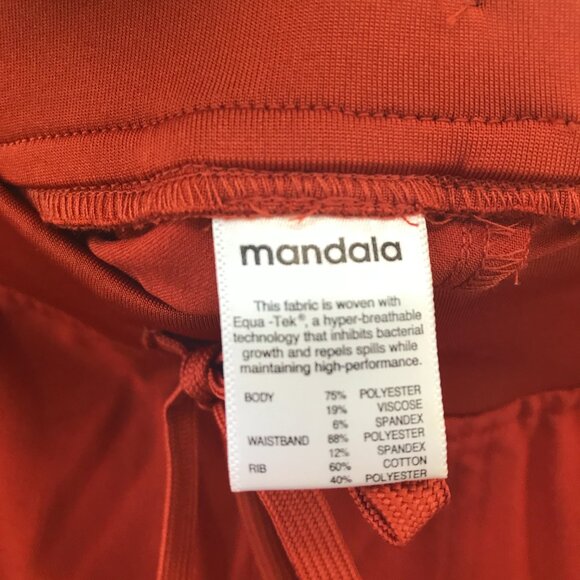 mandala
This fabric is woven with
Equa -Tek®, a hyper-breathable
technology that inhibits bacterial
growth and repels spills while
maintaining high-performance.
BODY 75% POLYESTER
19% VISCOSE
6% SPANDEX
WAISTBAND 88% POLYESTER
12% SPANDEX
RIB 60% COTTON
40% POLYESTER